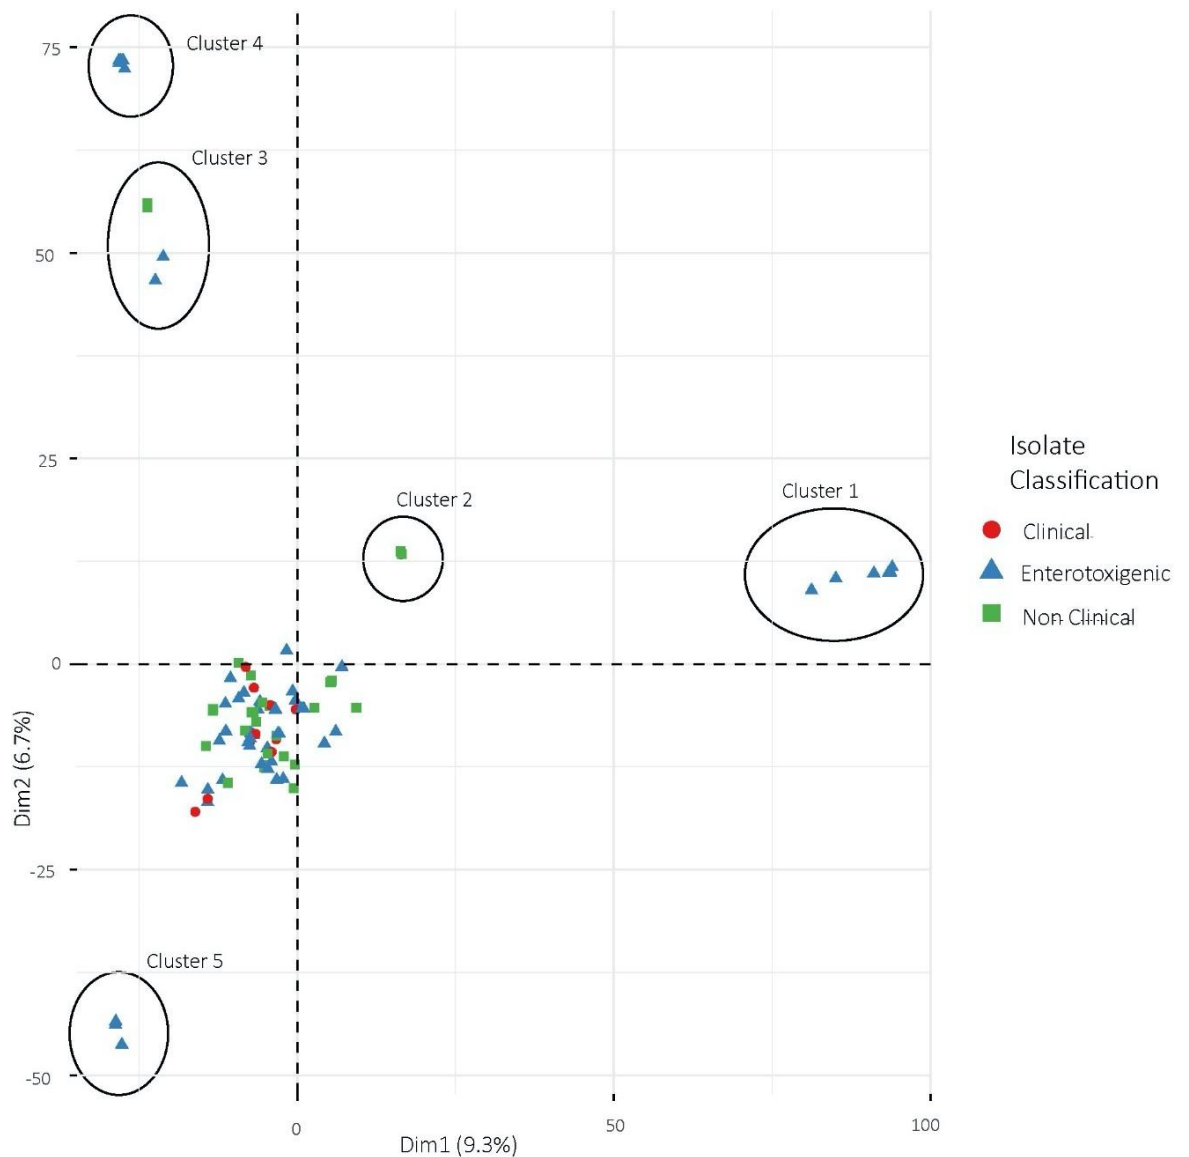 75
Cluster 4
Cluster 3
50
25
Cluster 2
Cluster 1
Isolate
Classification
Clinical
Enterotoxigenic
Non Clinical
0
Dim2 (6.7%)
-25
Cluster 5
-50
0
50
100
Dim1 (9.3%)